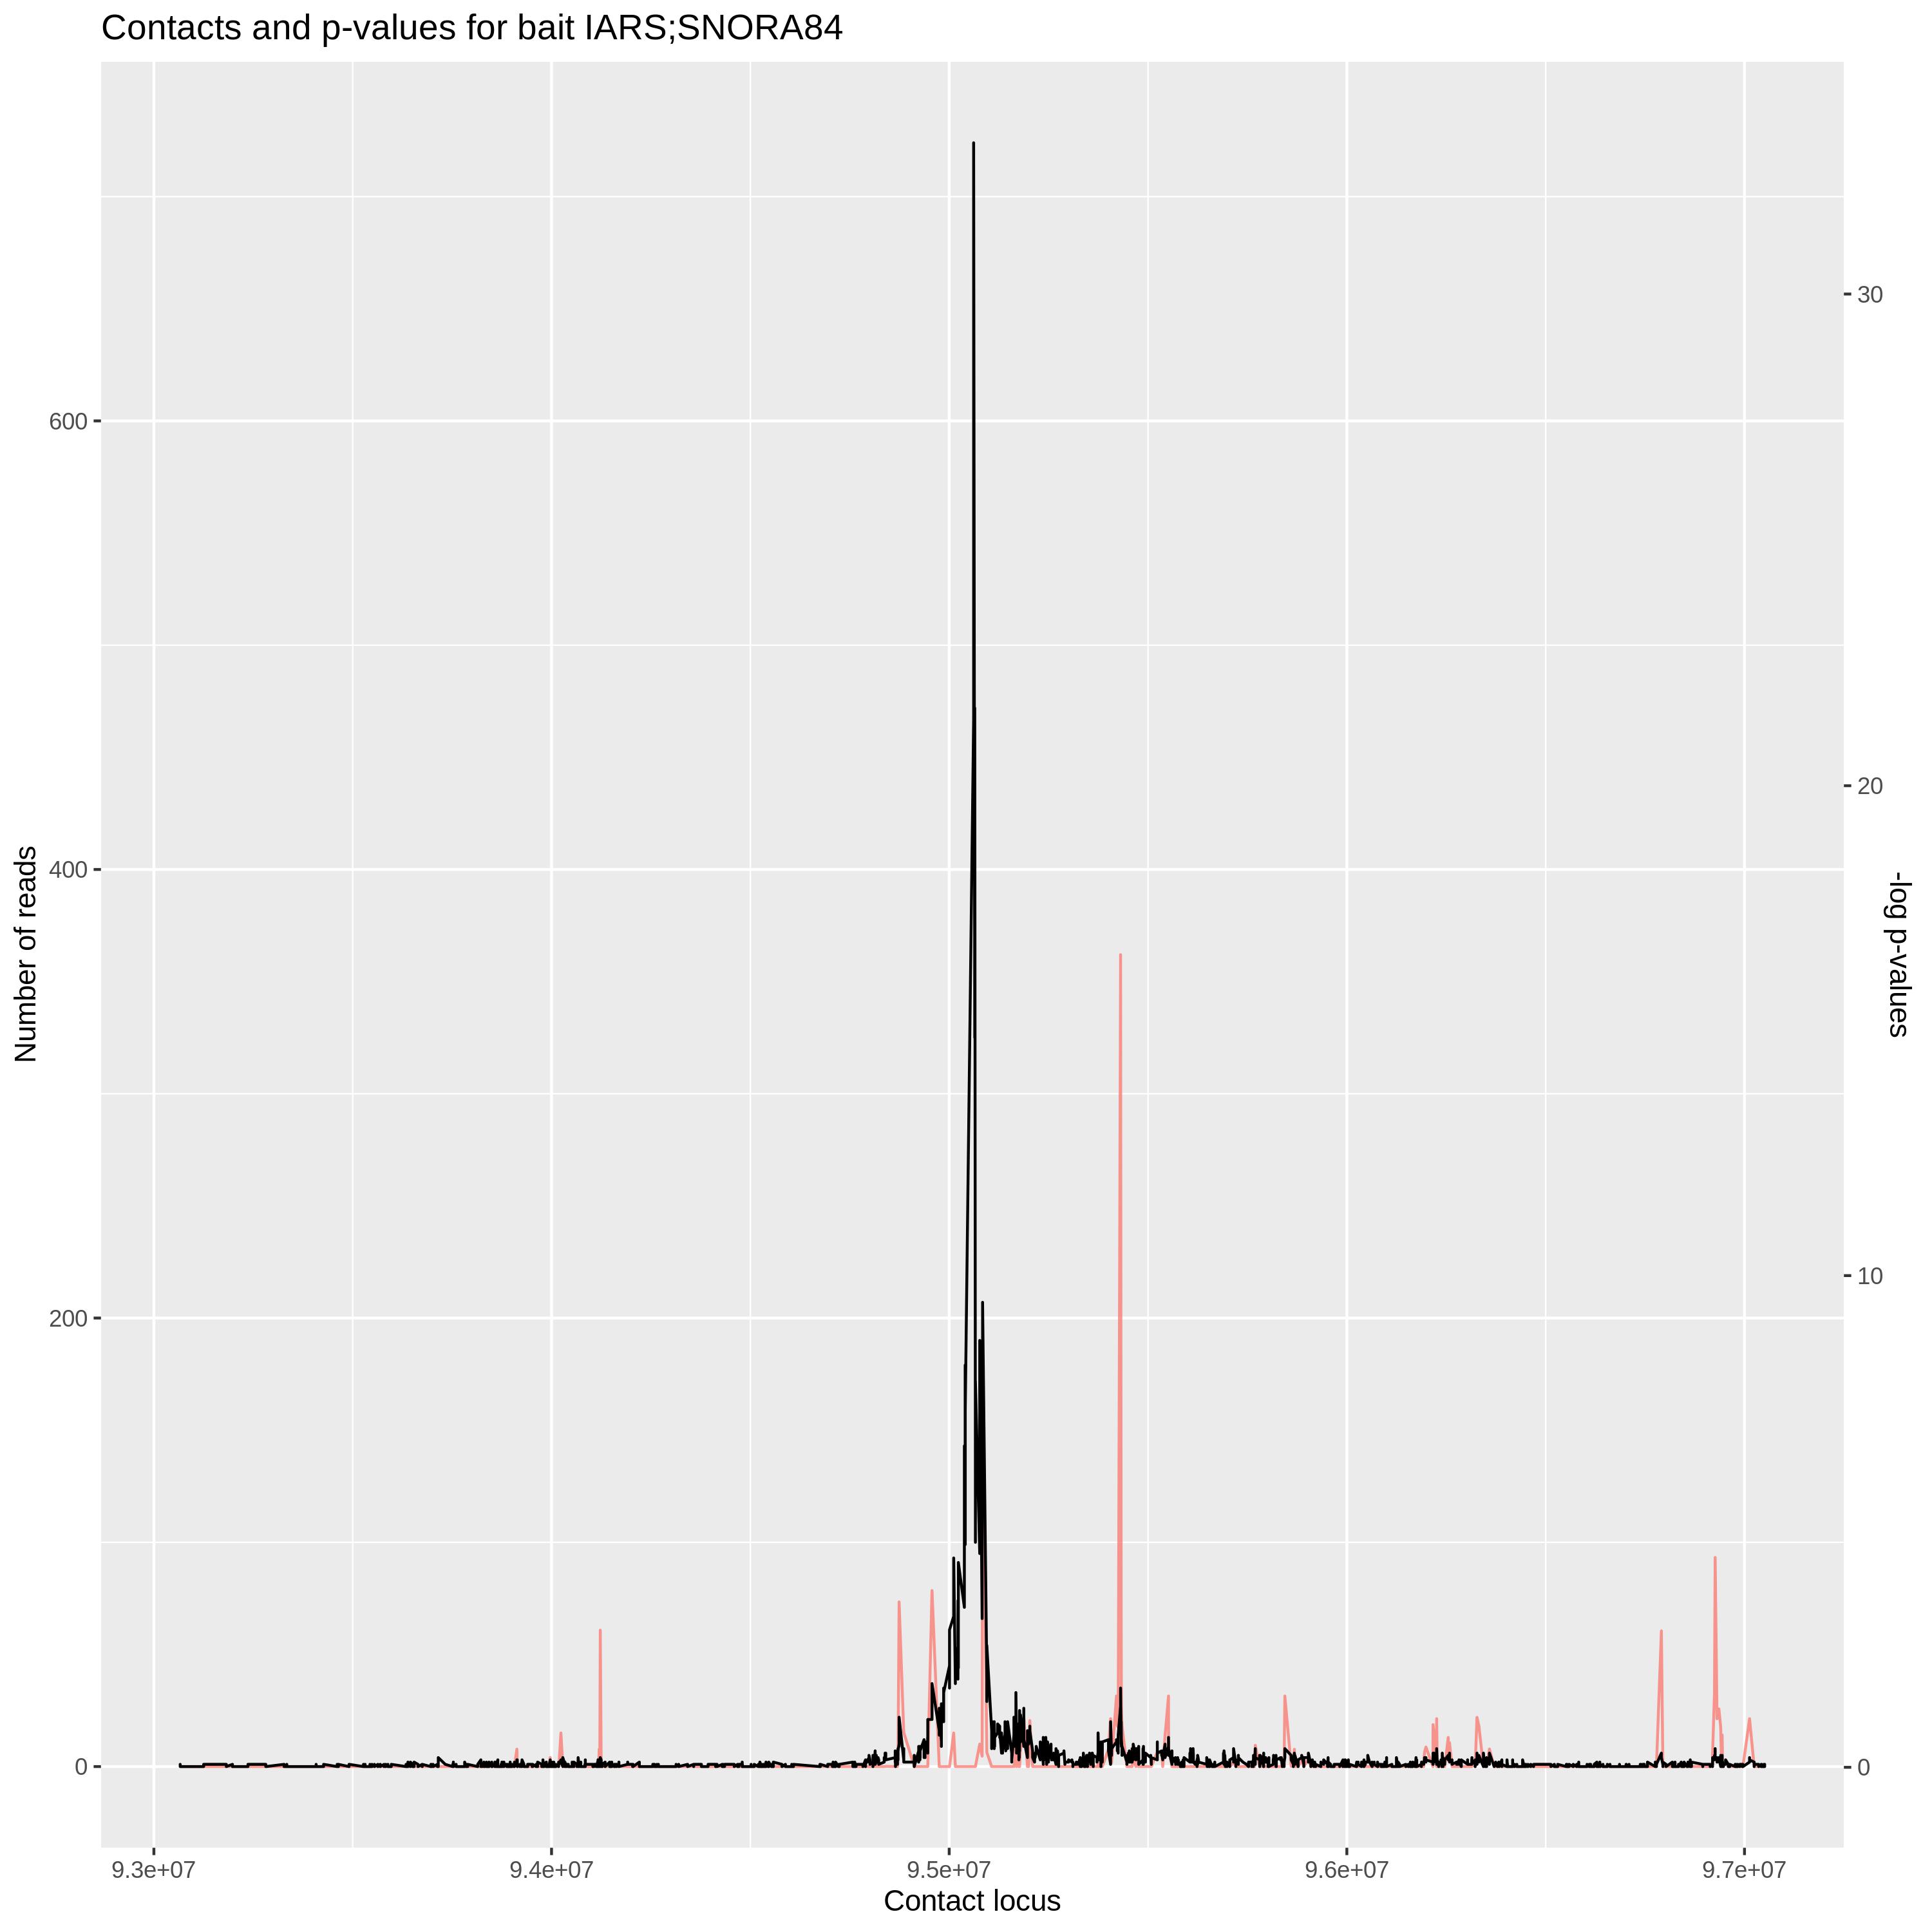 Contacts and p-values for bait IARS;SNORA84
30
600
20
400
Number of reads
-log p-values
10
200
0
0
9.3e+07 9.4e+07 9.5e+07 9.6e+07 9.7e+07
Contact locus